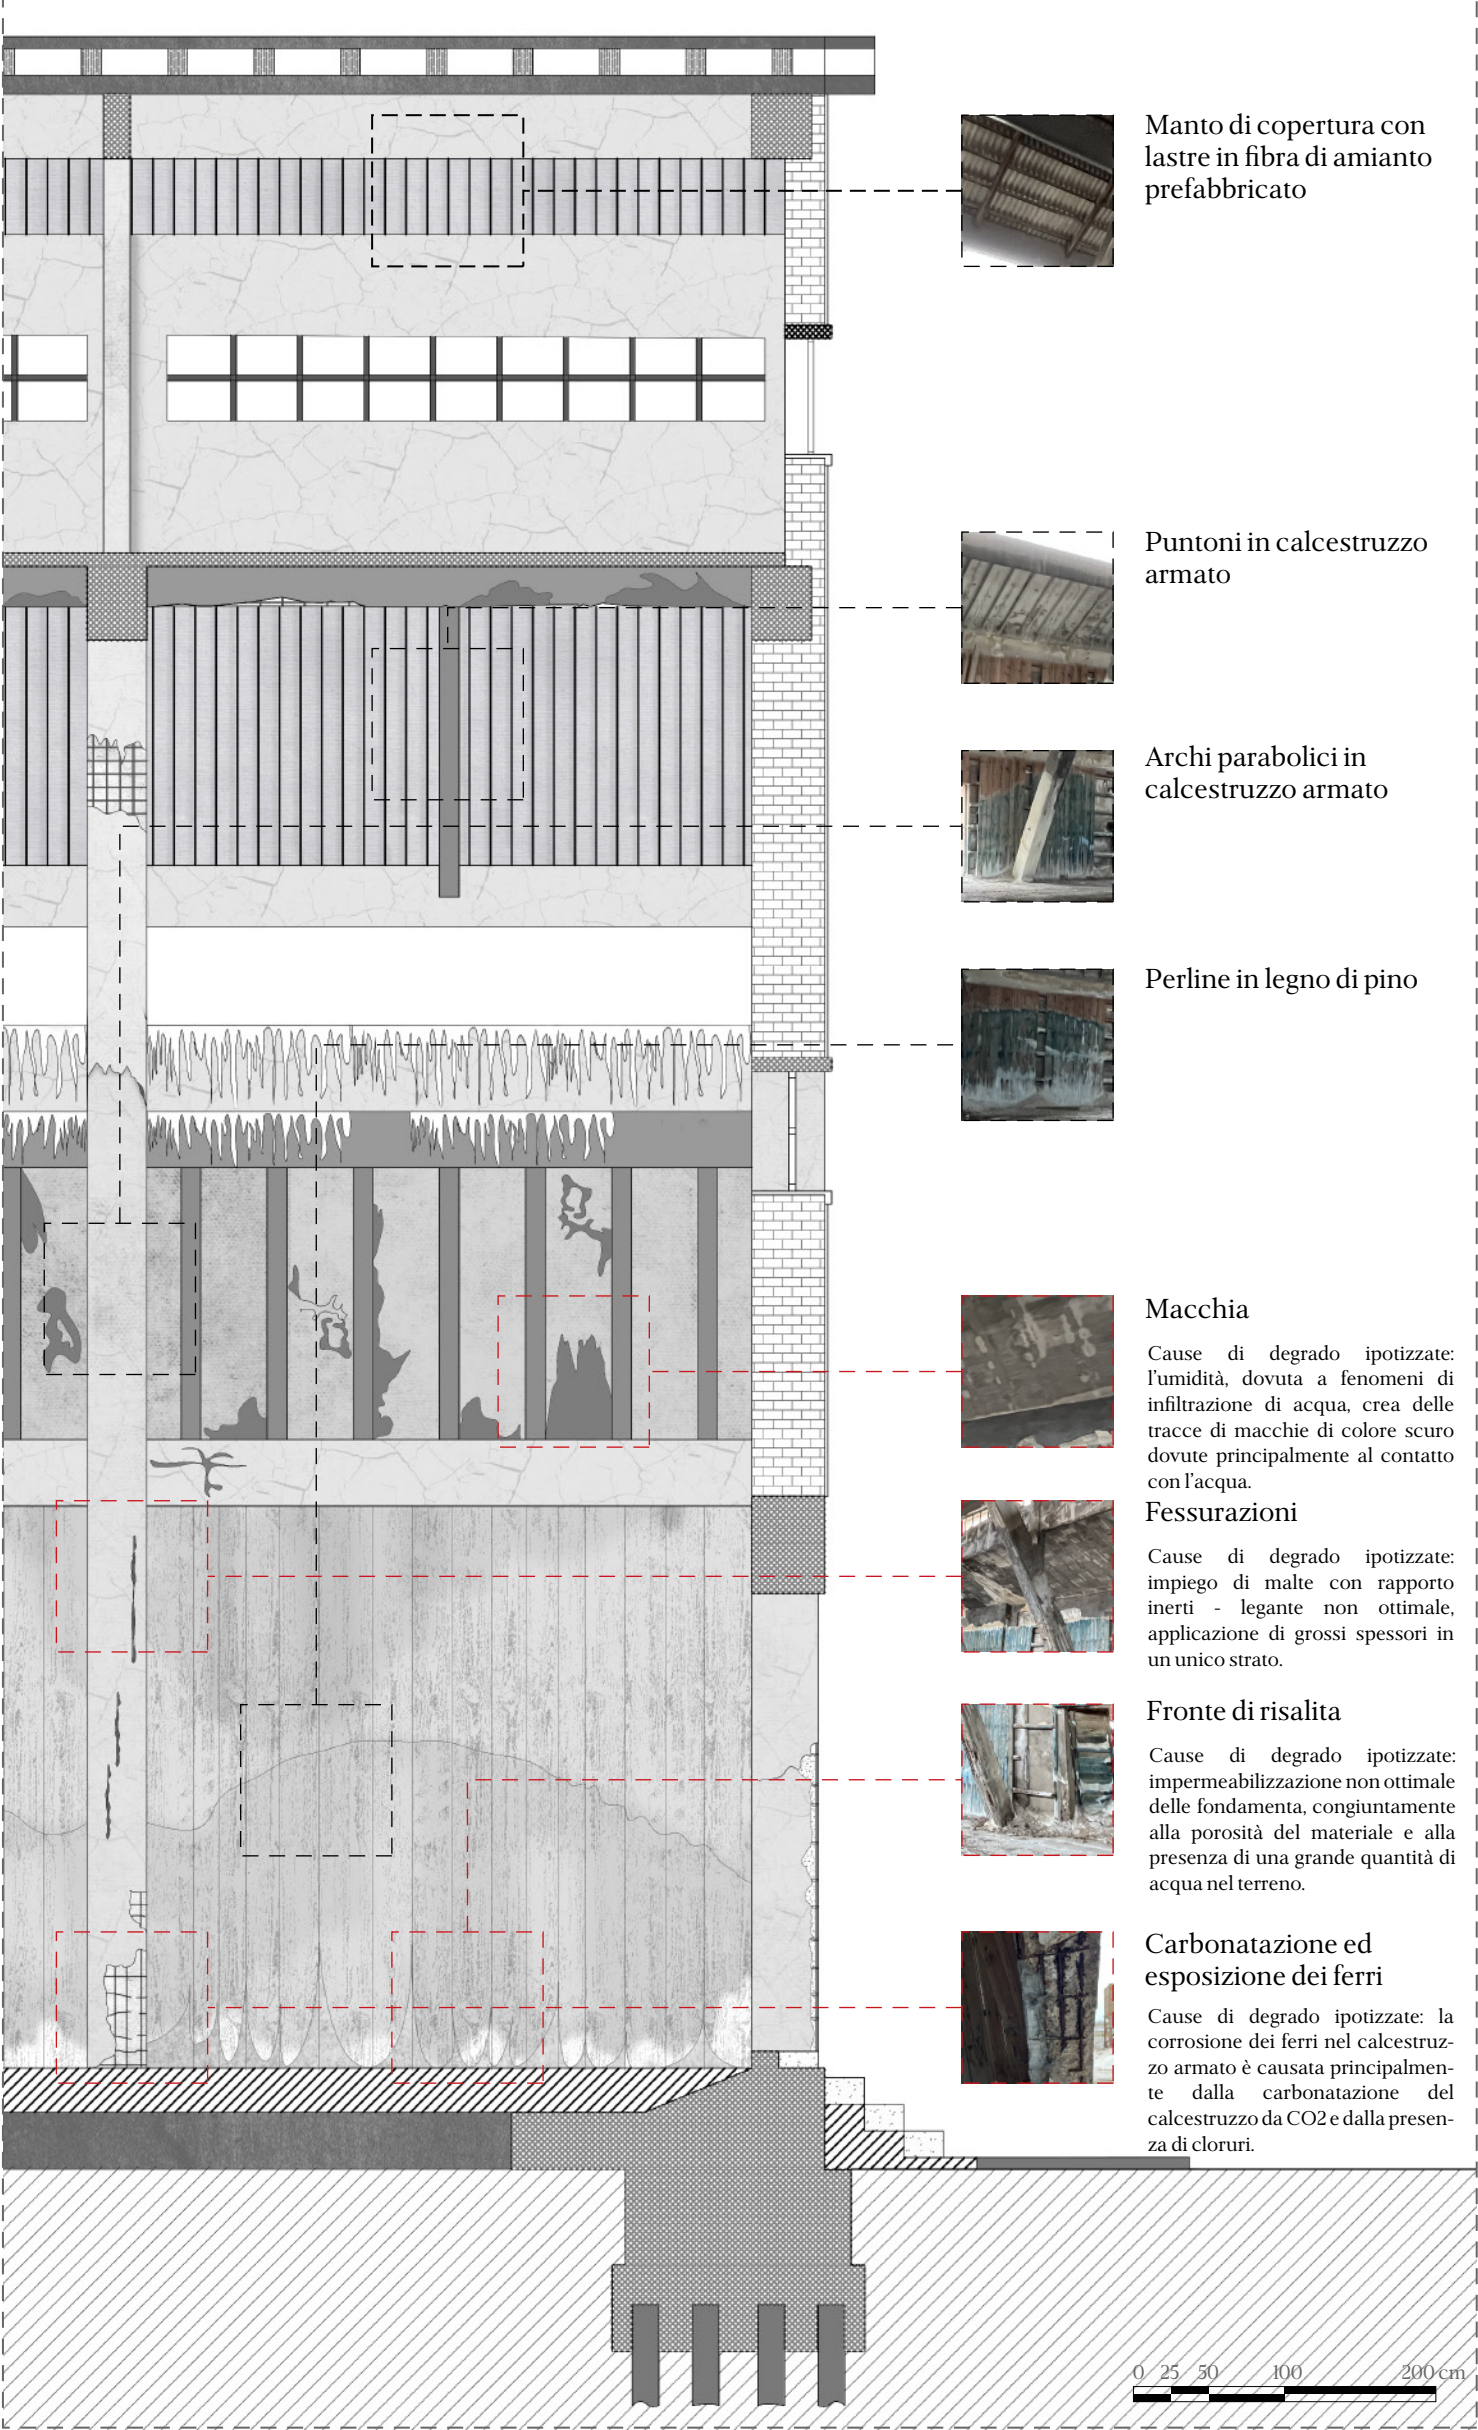 Manto di copertura con
lastre in fibra di amianto
prefabbricato
Puntoni in calcestruzzo
armato
Archi parabolici in
calcestruzzo armato
Perline in legno di pino
Macchia
Cause di degrado ipotizzate:
l'umidità, dovuta a fenomeni di
infiltrazione di acqua, crea delle
tracce di macchie di colore scuro
dovute principalmente al contatto
con l'acqua.
Fessurazioni
Cause di degrado ipotizzate:
impiego di malte con rapporto
inerti - legante non ottimale,
applicazione di grossi spessori in
un unico strato.
Fronte di risalita
Cause di degrado ipotizzate:
impermeabilizzazione non ottimale
delle fondamenta, congiuntamente
alla porosità del materiale e alla
presenza di una grande quantità di
acqua nel terreno.
Carbonatazione ed
esposizione dei ferri
Cause di degrado ipotizzate: la
corrosione dei ferri nel calcestruz-
zo armato è causata principalmen-
te dalla carbonatazione del
calcestruzzo da CO2 e dalla presen-
za di cloruri.
0 25 50 100 200 cm